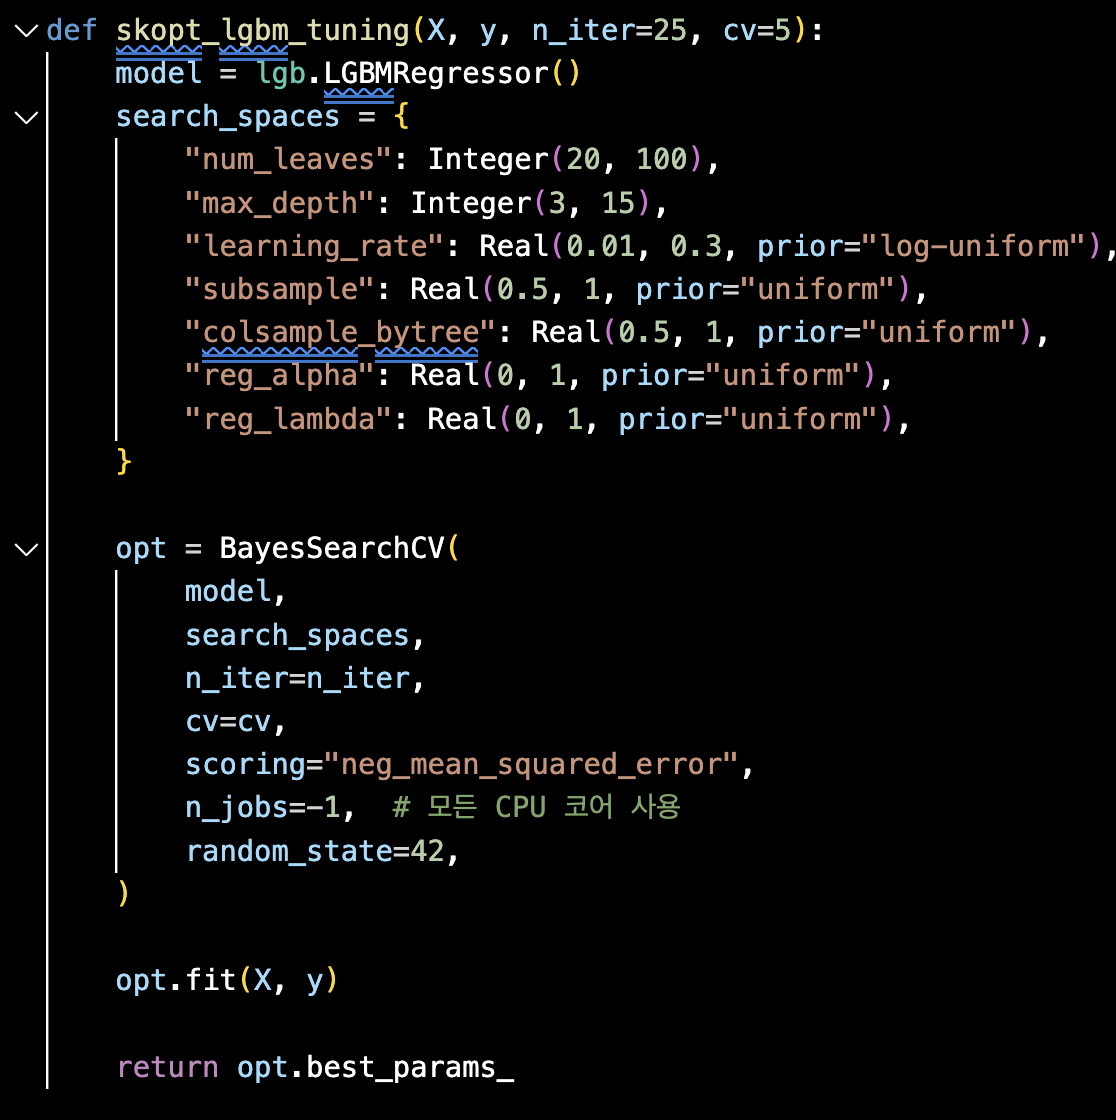 def skopt_lgbm_tuning(X, y, n_iter=25, cv=5):
    model = lgb.LGBMRegressor()
    search_spaces = {
        "num_leaves": Integer(20, 100),
        "max_depth": Integer(3, 15),
        "learning_rate": Real(0.01, 0.3, prior="log-uniform"),
        "subsample": Real(0.5, 1, prior="uniform"),
        "colsample_bytree": Real(0.5, 1, prior="uniform"),
        "reg_alpha": Real(0, 1, prior="uniform"),
        "reg_lambda": Real(0, 1, prior="uniform"),
    }
    opt = BayesSearchCV(
        model,
        search_spaces,
        n_iter=n_iter,
        cv=cv,
        scoring="neg_mean_squared_error",
        n_jobs=-1,  # 모든 CPU 코어 사용
        random_state=42,
    )
    opt.fit(X, y)
    return opt.best_params_